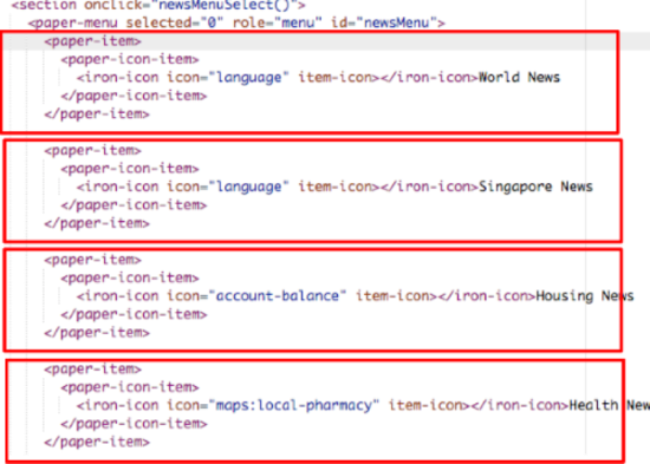 <section onclick="newsMenuSelect()">
<paper-menu selected="0" role="menu" id="newsMenu">
<paper-item>
<paper-icon-item>
<iron-icon icon="language" item-icon></iron-icon>World News
</paper-icon-item>
</paper-item>
<paper-item>
<paper-icon-item>
<iron-icon icon="language" item-icon></iron-icon>Singapore News
</paper-icon-item>
</paper-item>
<paper-item>
<paper-icon-item>
<iron-icon icon="account-balance" item-icon></iron-icon>Housing News
</paper-icon-item>
</paper-item>
<paper-item>
<paper-icon-item>
<iron-icon icon="maps:local-pharmacy" item-icon></iron-icon>Health New
</paper-icon-item>
</paper-item>